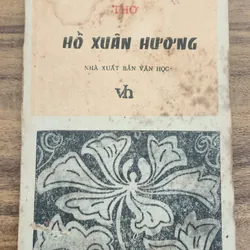 THƠ
HỒ XUÂN HƯƠNG
NHÀ XUẤT BẢN VĂN HỌC
vh